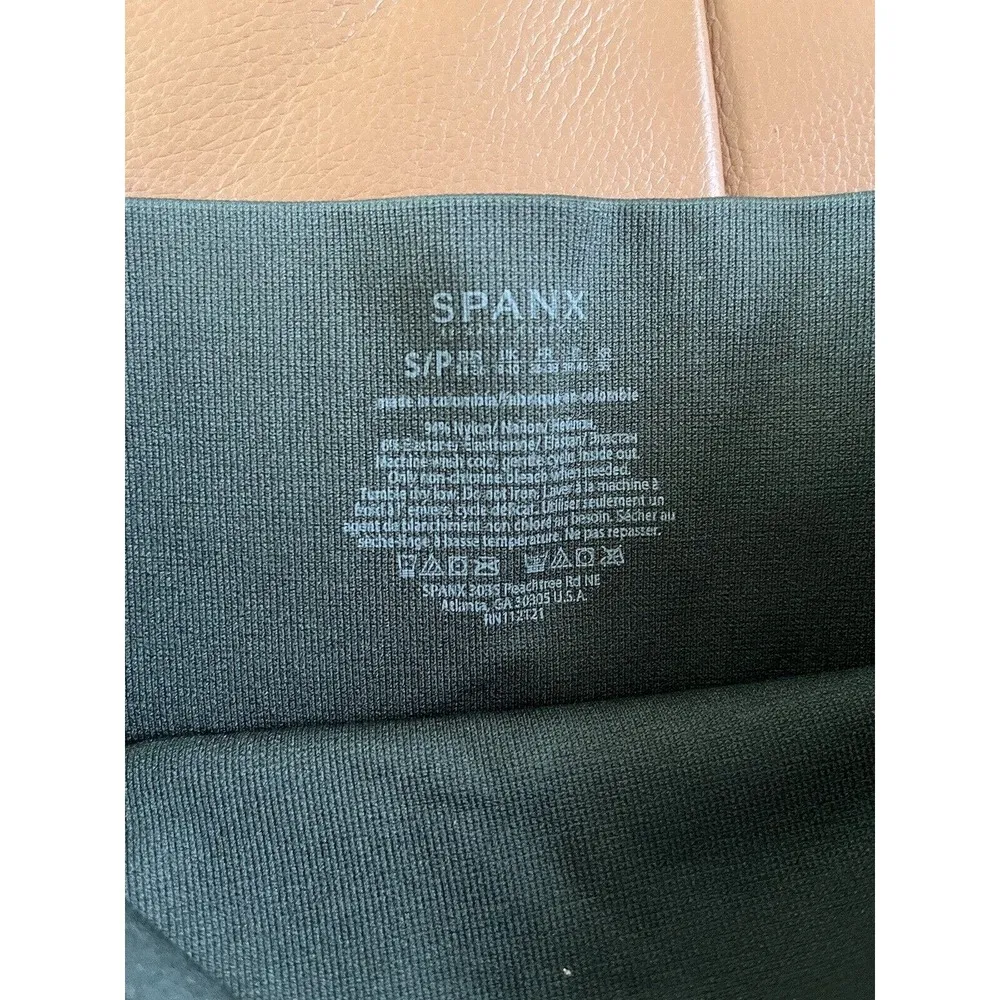 SPANX
S/P
made in colombia/fabriqué en colombie
Nylon/
Machine wash cold, gentle cycle, inside out.
Only non-chlorine bleach when needed.
Tumble dry low. Do not iron. Laver à la machine à
froid à l'envers, cycle délicat. Utiliser seulement un
agent de blanchiment non chloré au besoin. Sécher au
sèche-linge à basse température. Ne pas repasser.
SPANX 3035 Peachtree Rd NE
Atlanta, GA 30305 U.S.A.
RN112121